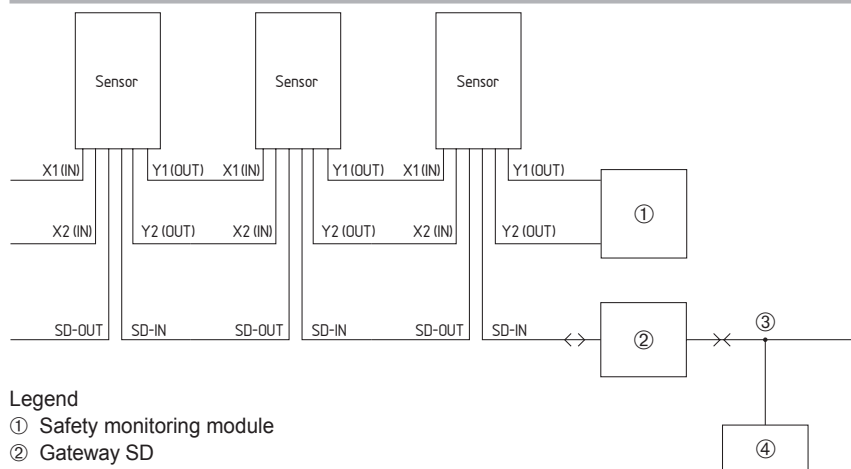 Sensor Sensor Sensor
X1(IN) Y1(OUT) X1(IN) Y1(OUT) X1(IN) Y1(OUT)
①
X2 (IN) Y2 (OUT) X2 (IN) Y2 (OUT) X2 (IN) Y2 (OUT)
SD-OUT SD-IN SD-OUT SD-IN SD-OUT SD-IN ② ③
Legend
① Safety monitoring module
② Gateway SD
④